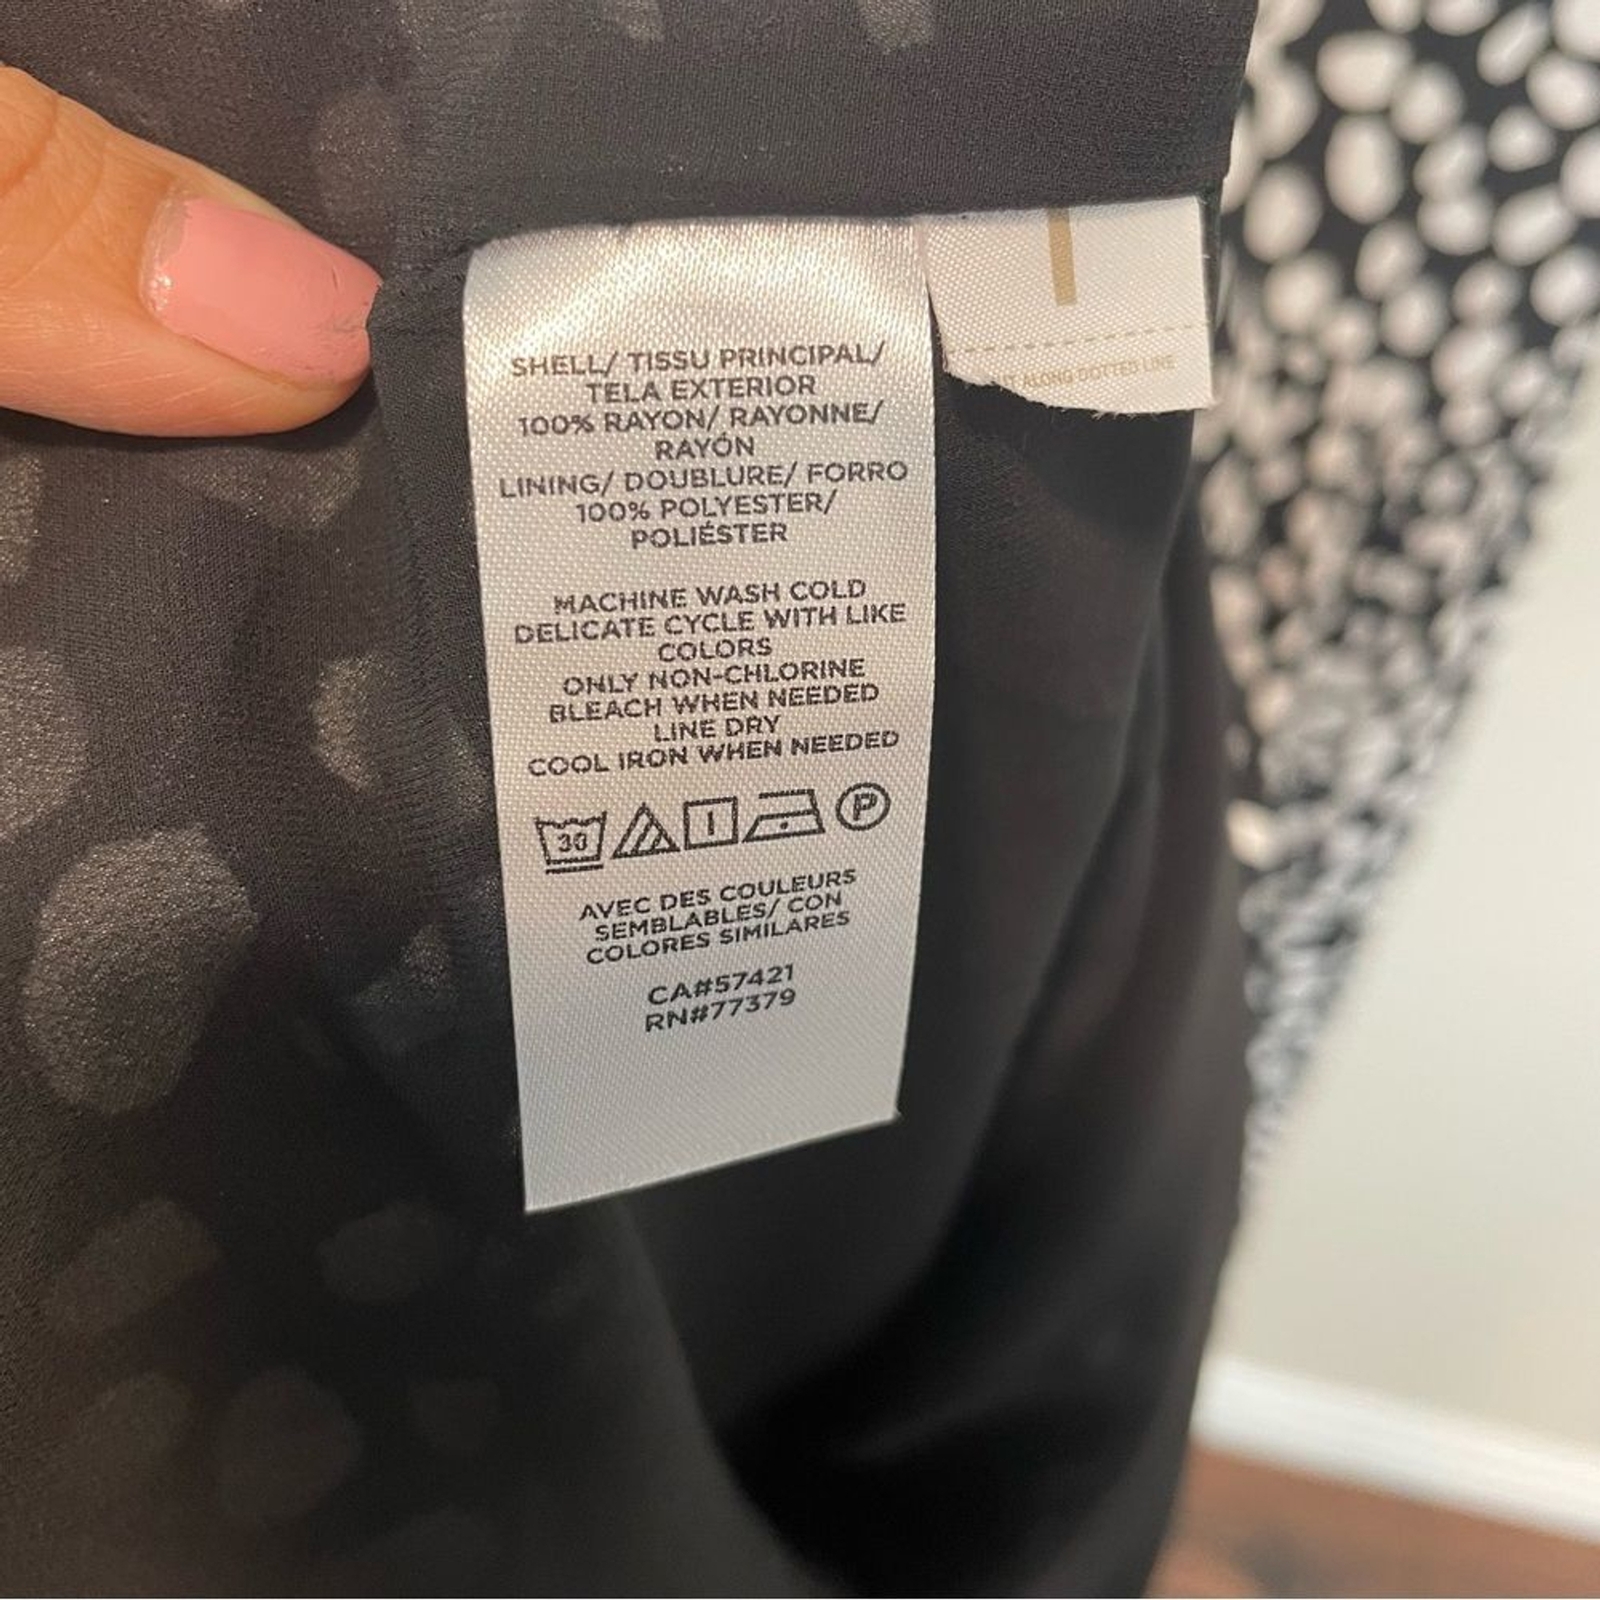 SHELL/ TISSU PRINCIPAL/
TELA EXTERIOR
100% RAYON/ RAYONNE/
RAYÓN
LINING/ DOUBLURE/ FORRO
100% POLYESTER/
POLIÉSTER
MACHINE WASH COLD
DELICATE CYCLE WITH LIKE
COLORS
ONLY NON-CHLORINE
BLEACH WHEN NEEDED
LINE DRY
COOL IRON WHEN NEEDED
30 P
AVEC DES COULEURS
SEMBLABLES/ CON
COLORES SIMILARES
CA#57421
RN#77379
ALONG DOTTED LINE